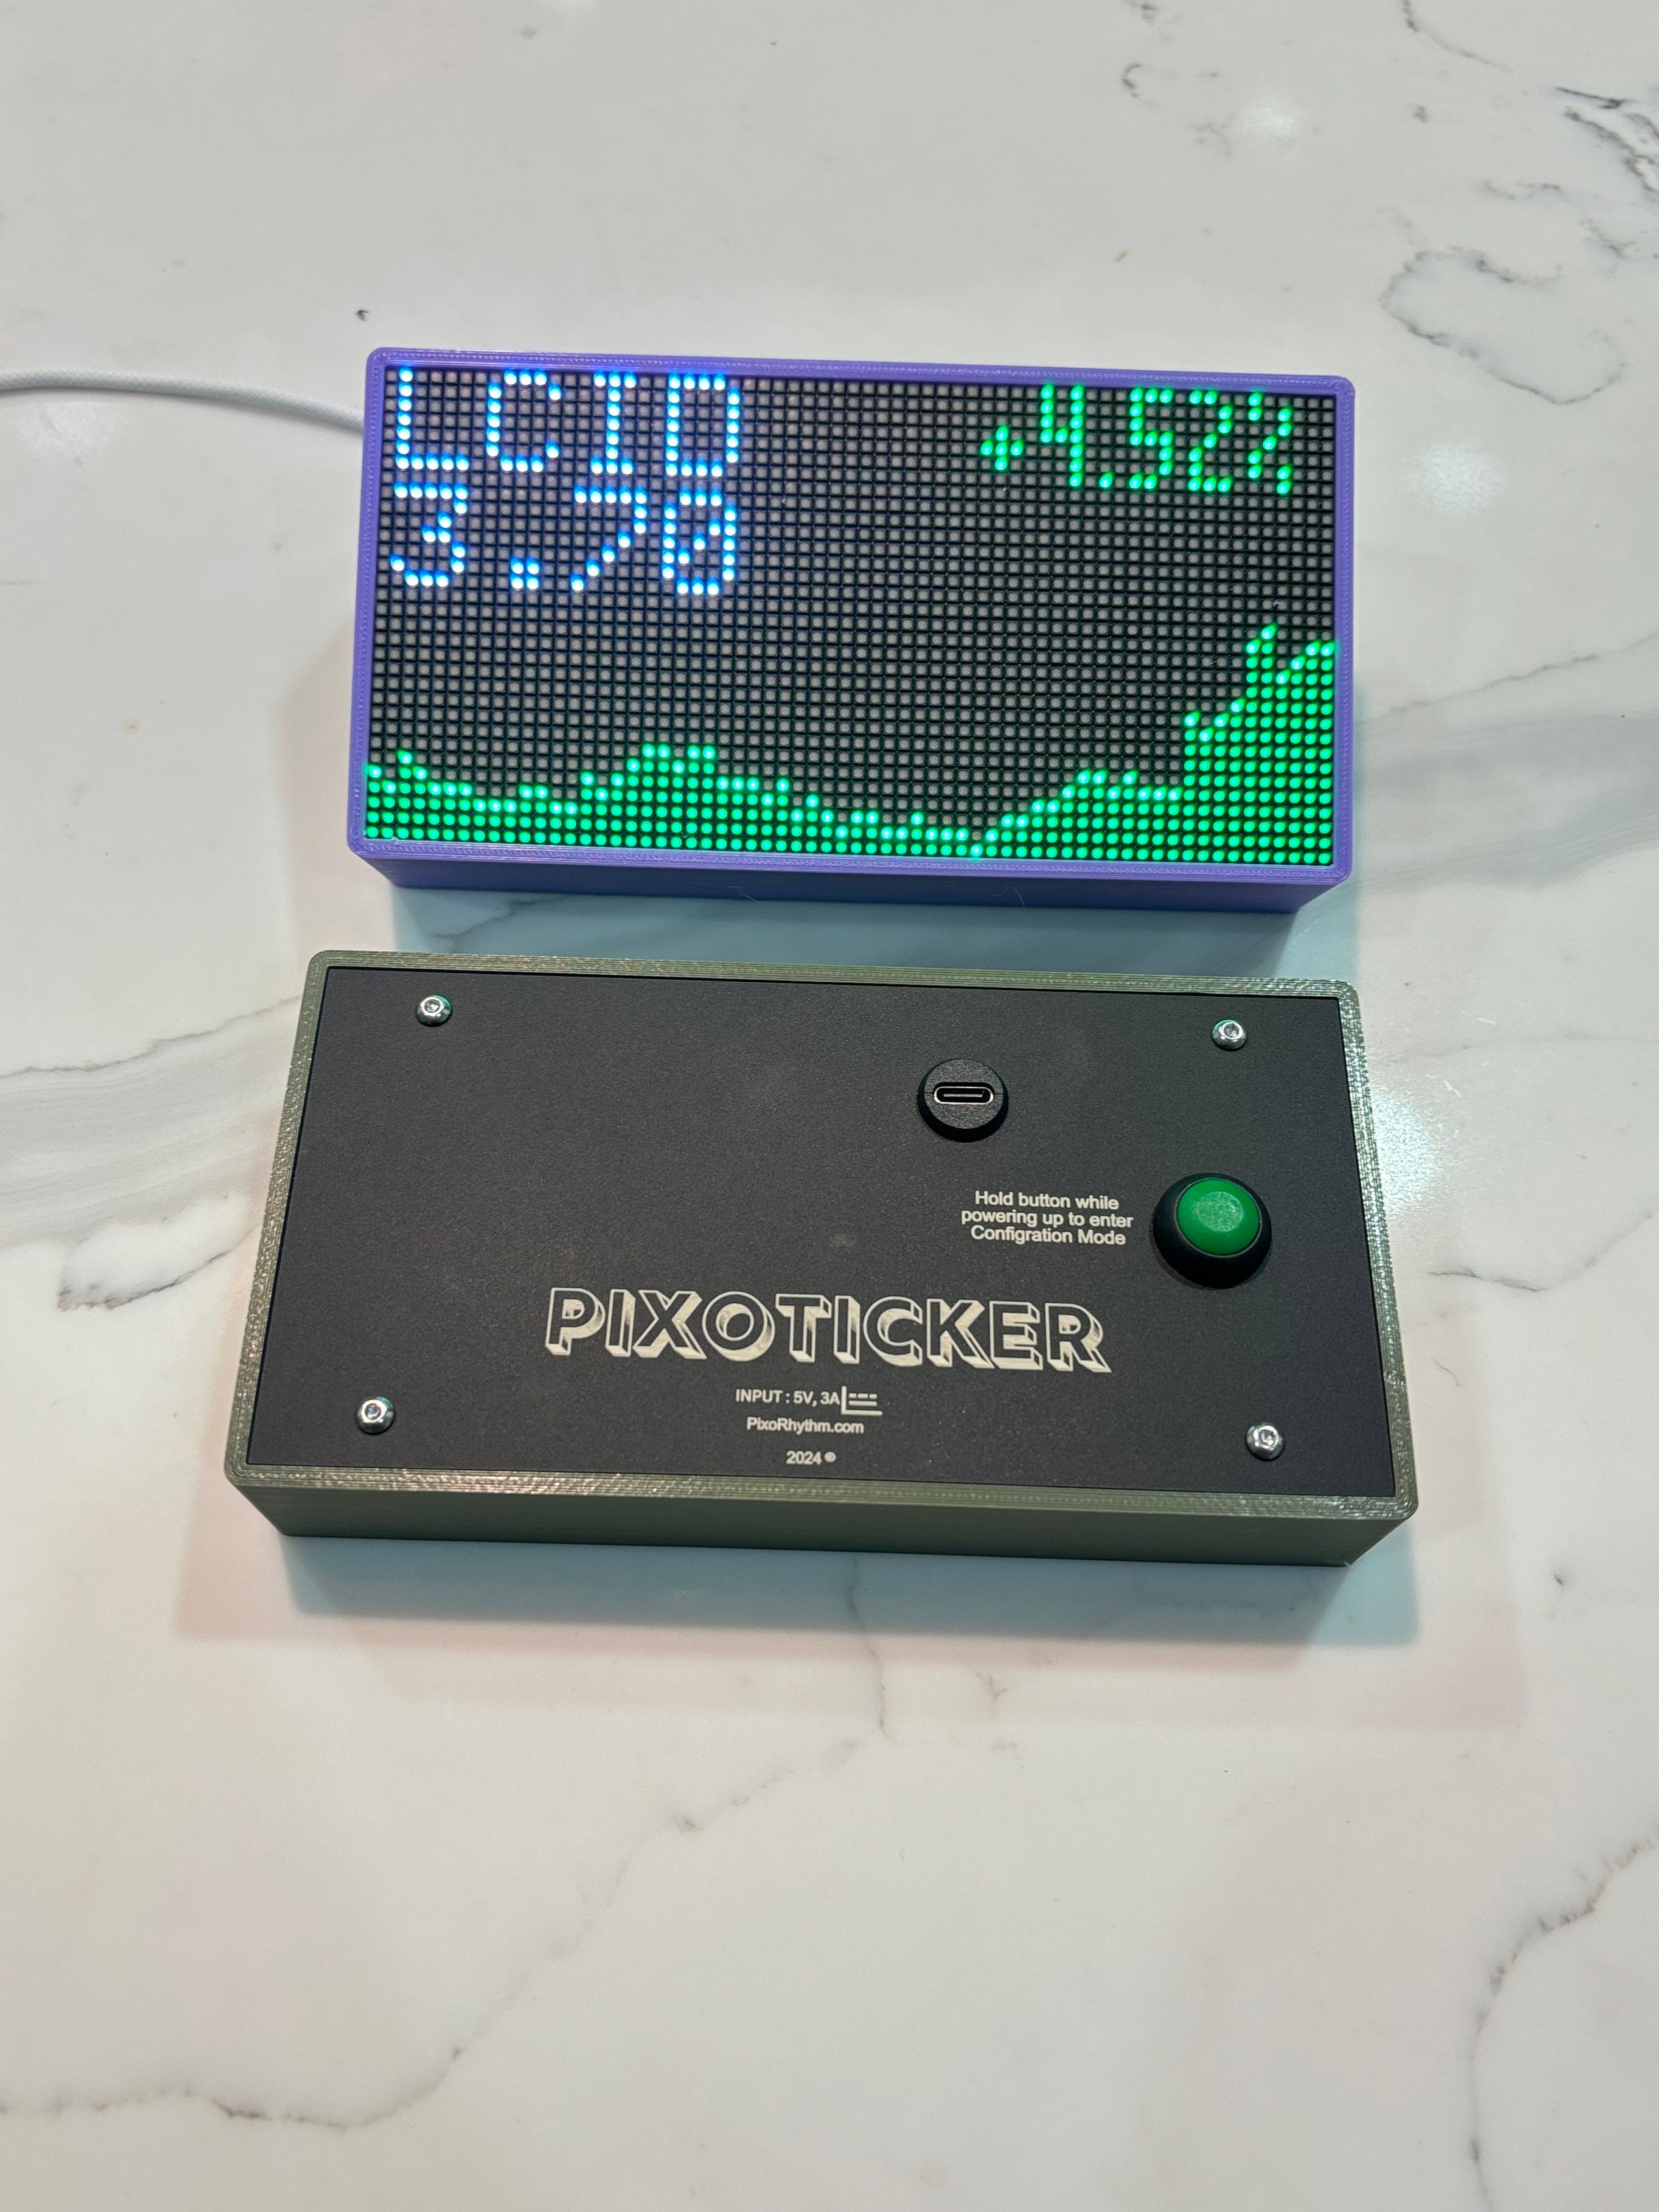 LCID +4.52%
3.70
Hold button while
powering up to enter
Configration Mode
PIXOTICKER
INPUT : 5V, 3A
PixoRhythm.com
2024 ©